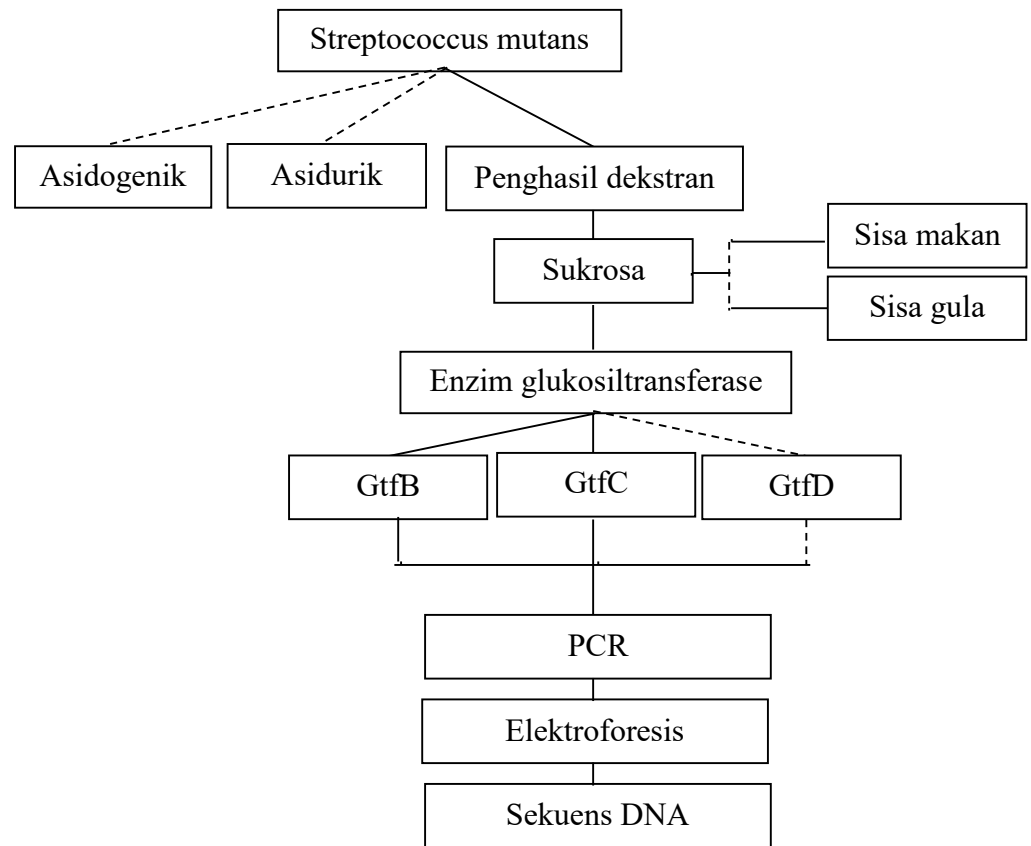 Streptococcus mutans
Asidogenik
Asidurik
Penghasil dekstran
Sisa makan
Sukrosa
Sisa gula
Enzim glukosiltransferase
GtfB
GtfC
GtfD
PCR
Elektroforesis
Sekuens DNA